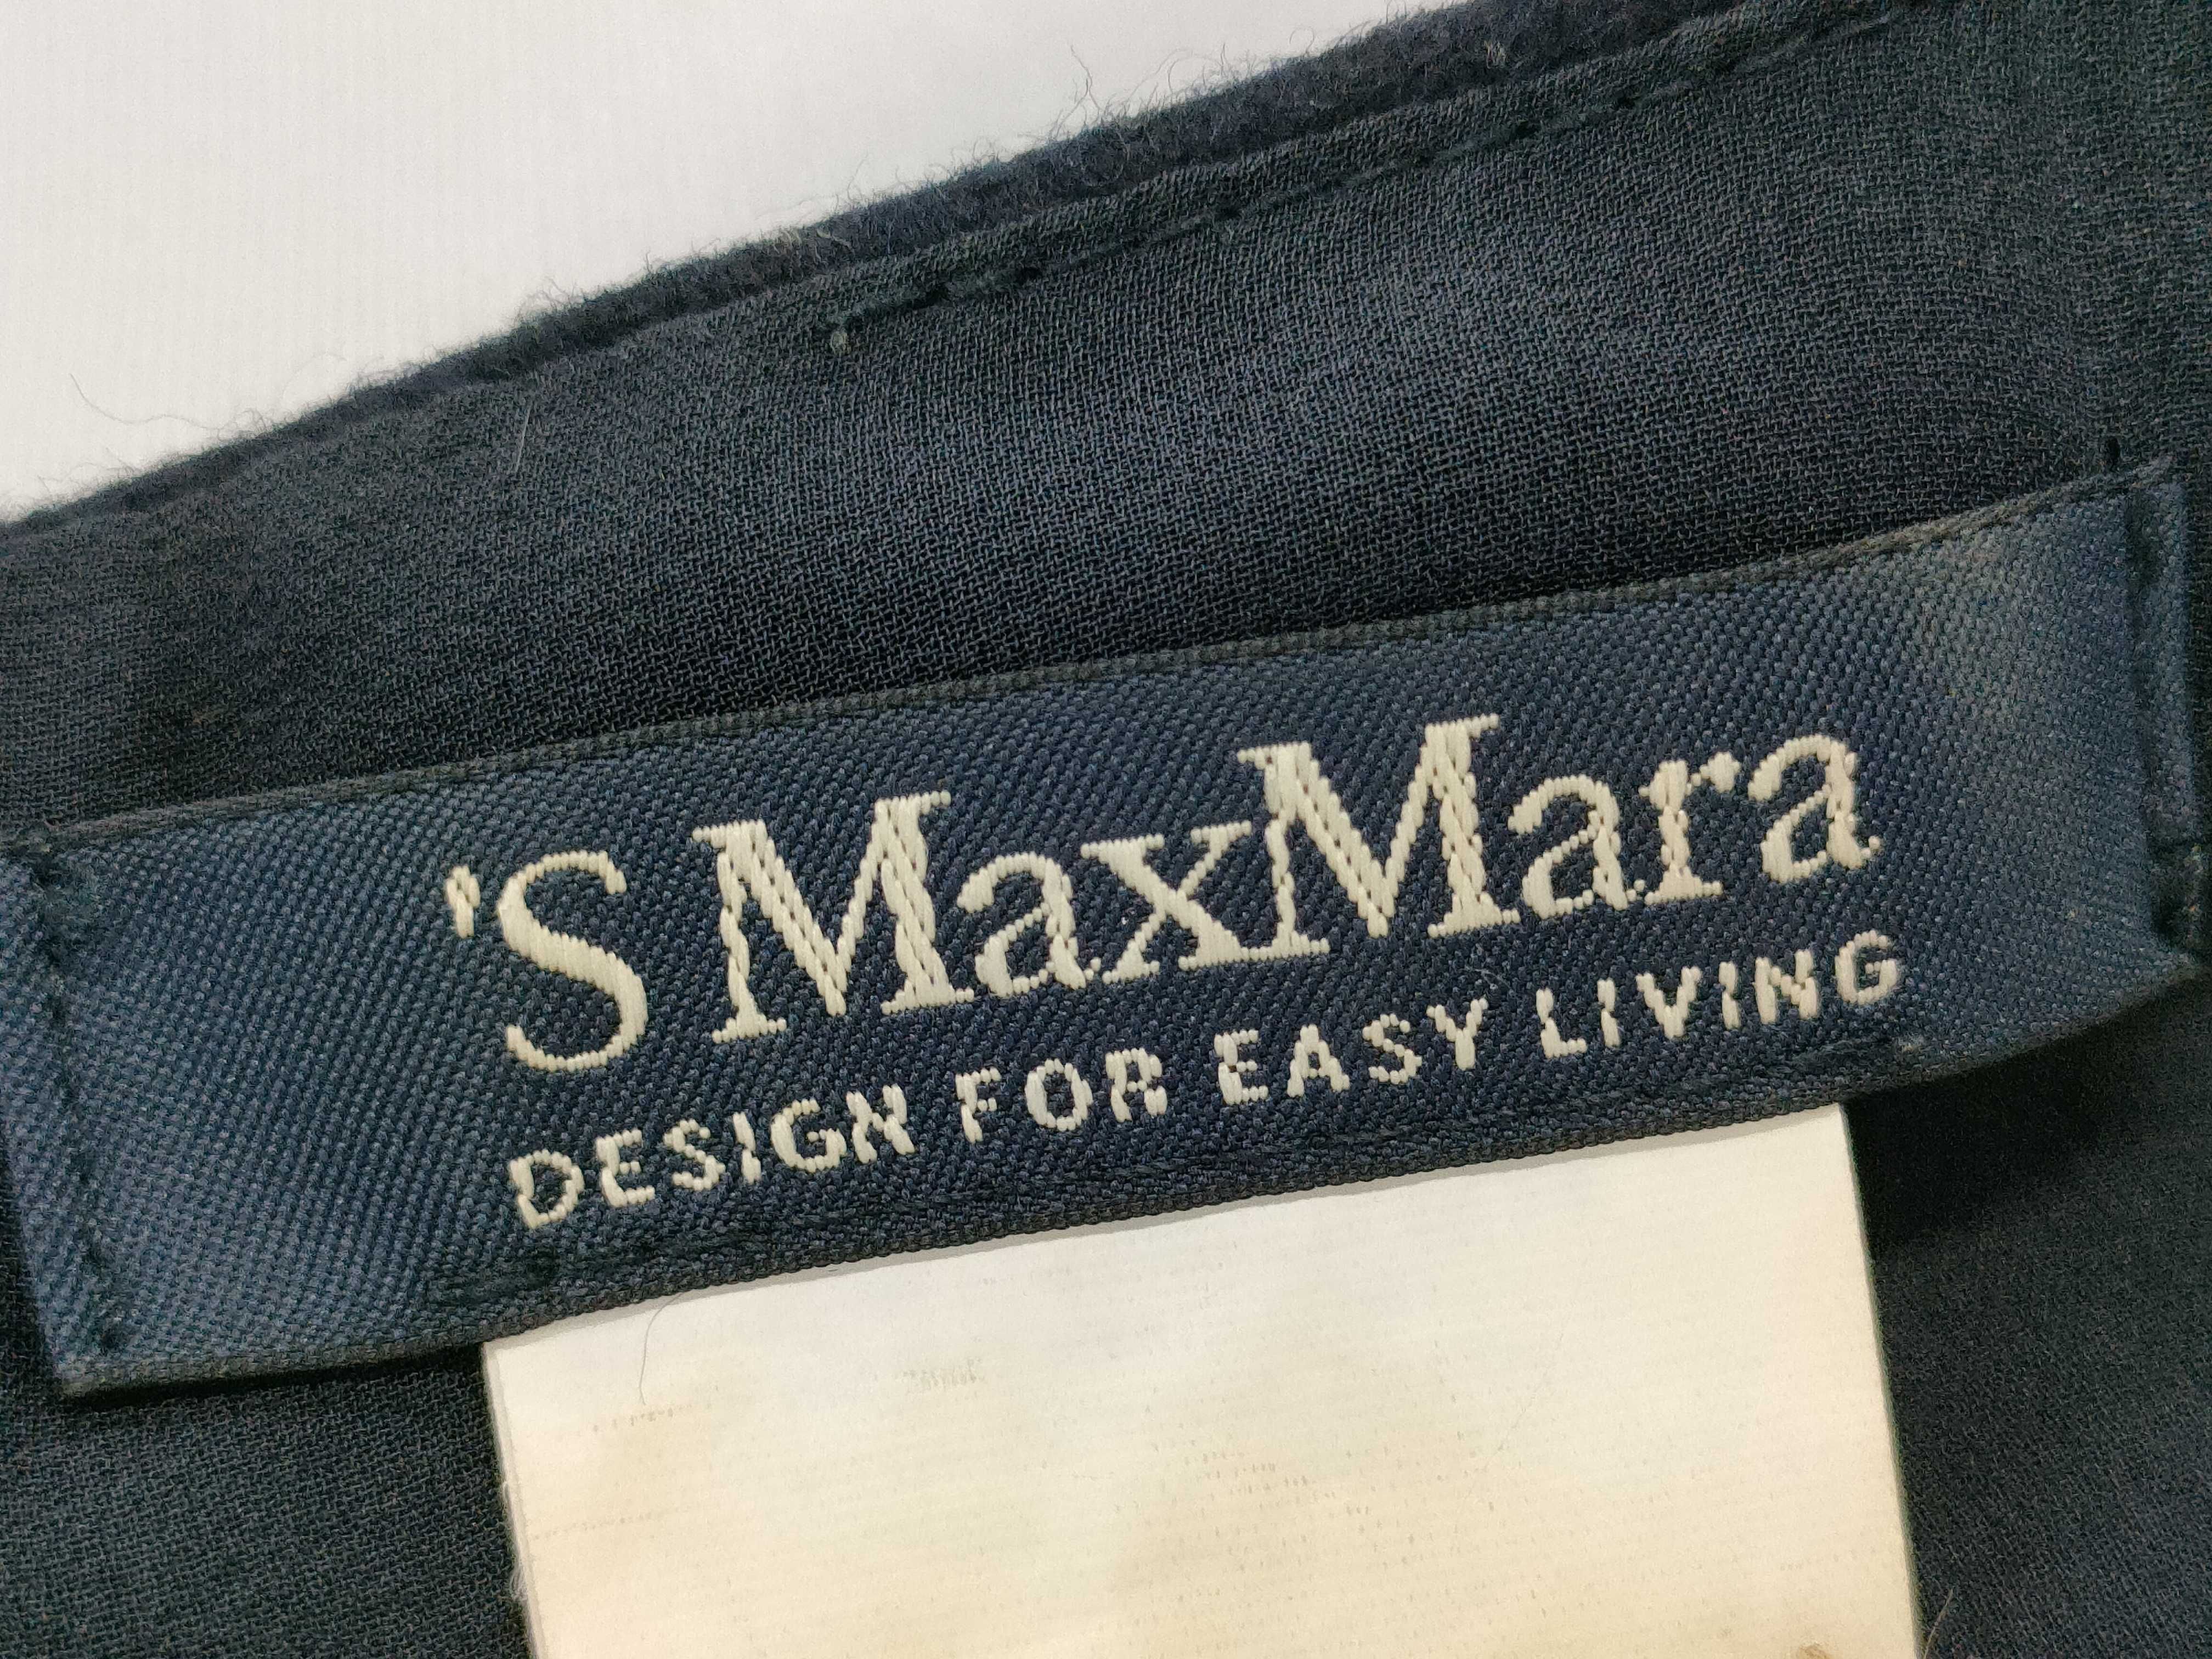 'S MaxMara
DESIGN FOR EASY LIVING